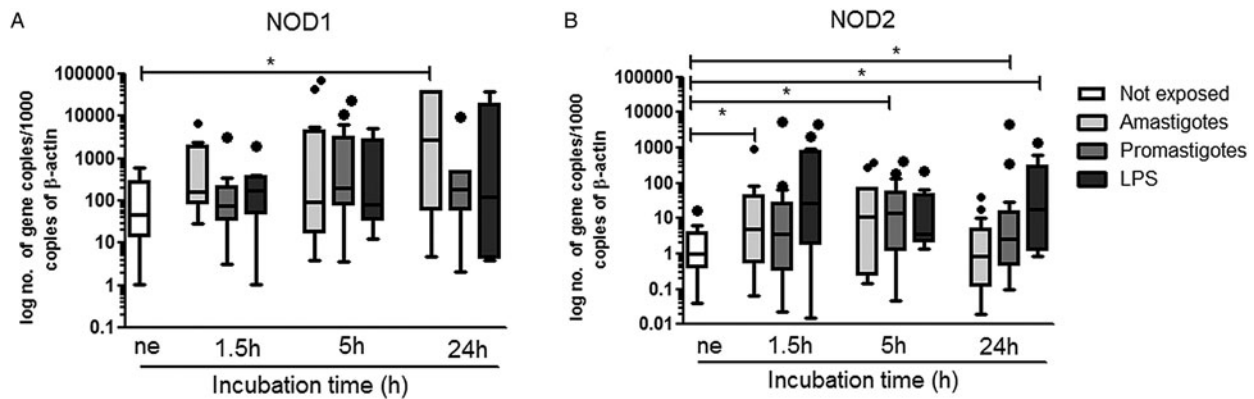 A
NOD1
log no. of gene copies/1000
copies of β-actin
100000
10000
1000
100
10
1
0.1
*
ne
1.5h
5h
24h
Incubation time (h)
B
NOD2
log no. of gene copies/1000
copies of β-actin
100000
10000
1000
100
10
1
0.1
0.01
*
*
*
*
ne
1.5h
5h
24h
Incubation time (h)
Not exposed
Amastigotes
Promastigotes
LPS